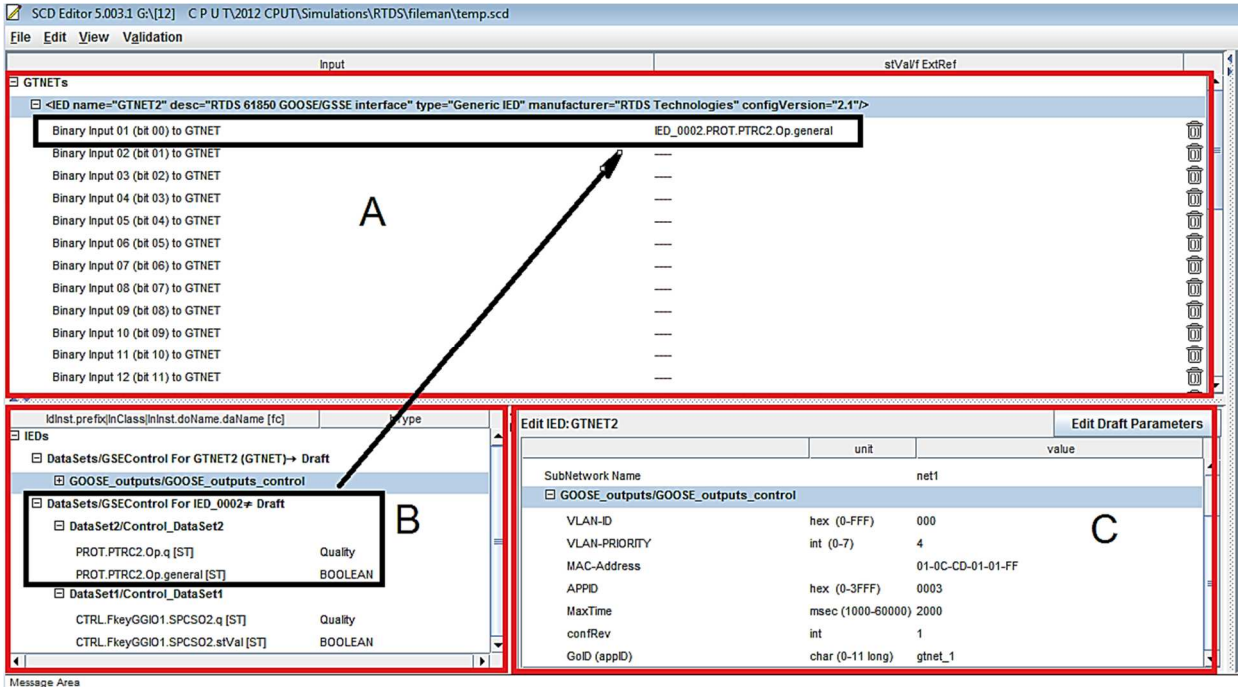 SCD Editor 5.003.1 G:\[12] C P U T\2012 CPUT\Simulations\RTDS\fileman\temp.scd
File Edit View Validation
Input stVal/f ExtRef
GTNETs
<IED name="GTNET2" desc="RTDS 61850 GOOSE/GSSE interface" type="Generic IED" manufacturer="RTDS Technologies" configVersion="2.1"/>
Binary Input 01 (bit 00) to GTNET IED_0002.PROT.PTRC2.Op.general
Binary Input 02 (bit 01) to GTNET ----
Binary Input 03 (bit 02) to GTNET ----
Binary Input 04 (bit 03) to GTNET ----
A
Binary Input 05 (bit 04) to GTNET ----
Binary Input 06 (bit 05) to GTNET ----
Binary Input 07 (bit 06) to GTNET ----
Binary Input 08 (bit 07) to GTNET ----
Binary Input 09 (bit 08) to GTNET ----
Binary Input 10 (bit 09) to GTNET ----
Binary Input 11 (bit 10) to GTNET ----
Binary Input 12 (bit 11) to GTNET ----
ldInst.prefix|lnClass|lnInst.doName.daName [fc]
IEDs
DataSets/GSEControl For GTNET2 (GTNET)→ Draft
GOOSE_outputs/GOOSE_outputs_control
DataSets/GSEControl For IED_0002≠ Draft
B
DataSet2/Control_DataSet2
PROT.PTRC2.Op.q [ST] Quality
PROT.PTRC2.Op.general [ST] BOOLEAN
DataSet1/Control_DataSet1
CTRL.FkeyGGIO1.SPCSO2.q [ST] Quality
CTRL.FkeyGGIO1.SPCSO2.stVal [ST] BOOLEAN
Edit IED: GTNET2 Edit Draft Parameters
unit value
SubNetwork Name net1
GOOSE_outputs/GOOSE_outputs_control
VLAN-ID hex (0-FFF) 000
C
VLAN-PRIORITY int (0-7) 4
MAC-Address 01-0C-CD-01-01-FF
APPID hex (0-3FFF) 0003
MaxTime msec (1000-60000) 2000
confRev int 1
GoID (appID) char (0-11 long) gtnet_1
Message Area